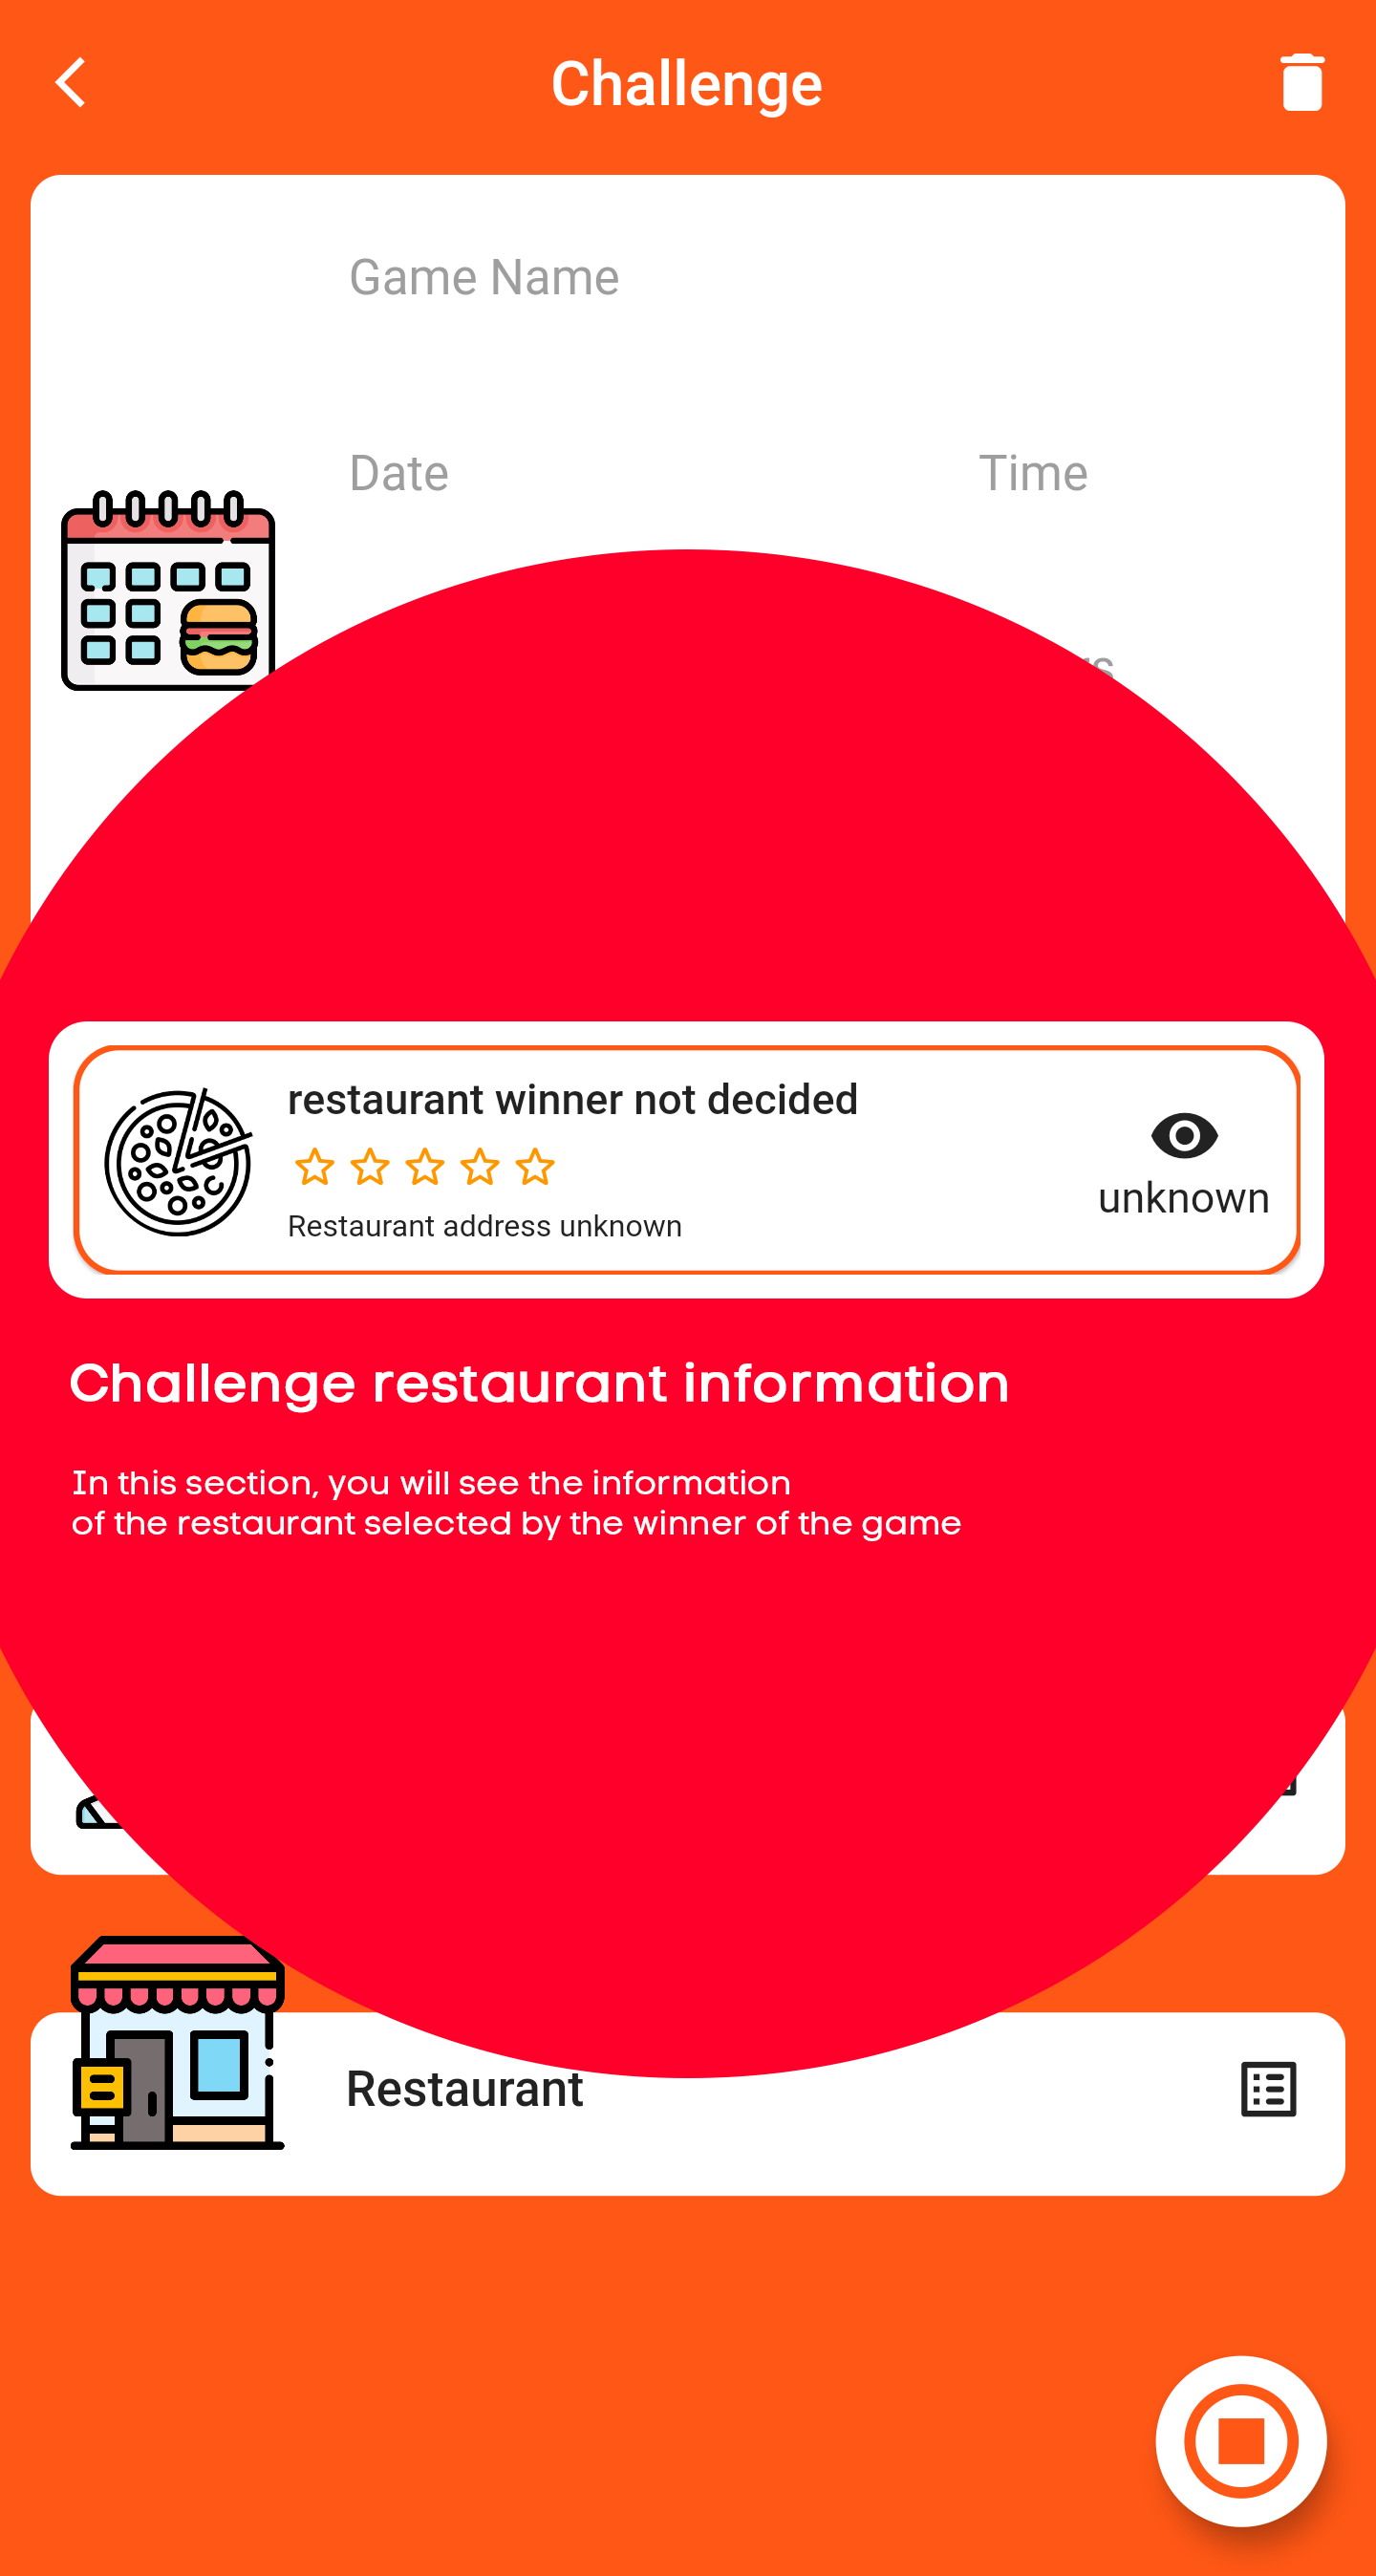 Challenge
Game Name
Date Time
restaurant winner not decided
Restaurant address unknown
unknown
Challenge restaurant information
In this section, you will see the information
of the restaurant selected by the winner of the game
Restaurant